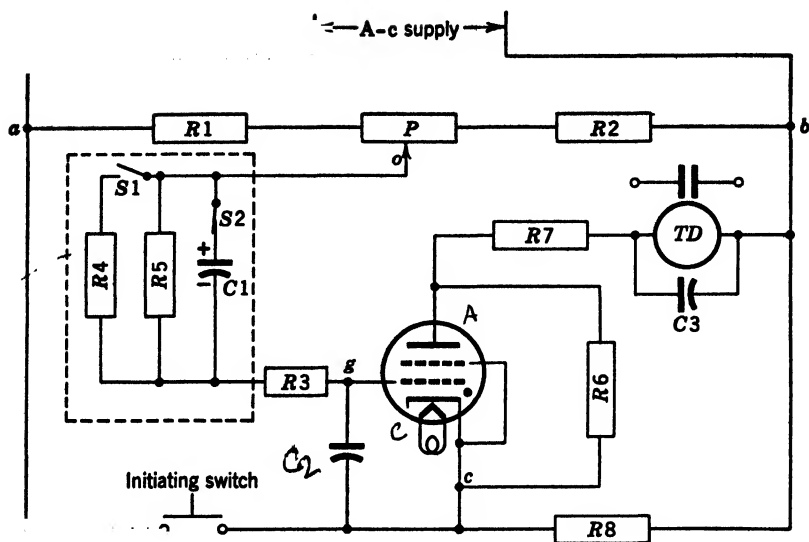 A-c supply
a
R1
P
R2
b
o
S1
S2
R4
R5
+
-
C1
R7
TD
C3
A
R3
g
R6
C
C2
c
Initiating switch
R8